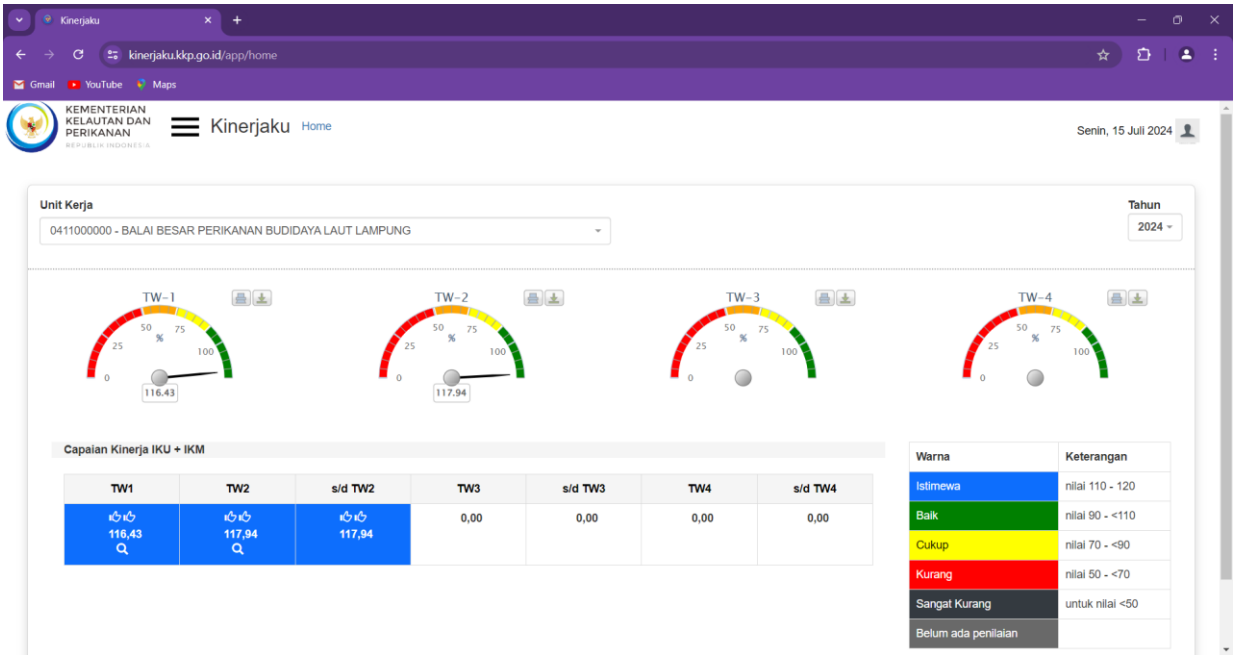 Kinerjaku
kinerjaku.kkp.go.id/app/home
Gmail YouTube Maps
KEMENTERIAN
KELAUTAN DAN
PERIKANAN
REPUBLIK INDONESIA
Kinerjaku Home
Senin, 15 Juli 2024
Unit Kerja
Tahun
0411000000 - BALAI BESAR PERIKANAN BUDIDAYA LAUT LAMPUNG
2024
TW-1
0 25 50 75 100
%
116.43
TW-2
0 25 50 75 100
%
117.94
TW-3
0 25 50 75 100
%
TW-4
0 25 50 75 100
%
Capaian Kinerja IKU + IKM
TW1 TW2 s/d TW2 TW3 s/d TW3 TW4 s/d TW4
116,43 117,94 117,94 0,00 0,00 0,00 0,00
Warna Keterangan
Istimewa nilai 110 - 120
Baik nilai 90 - <110
Cukup nilai 70 - <90
Kurang nilai 50 - <70
Sangat Kurang untuk nilai <50
Belum ada penilaian